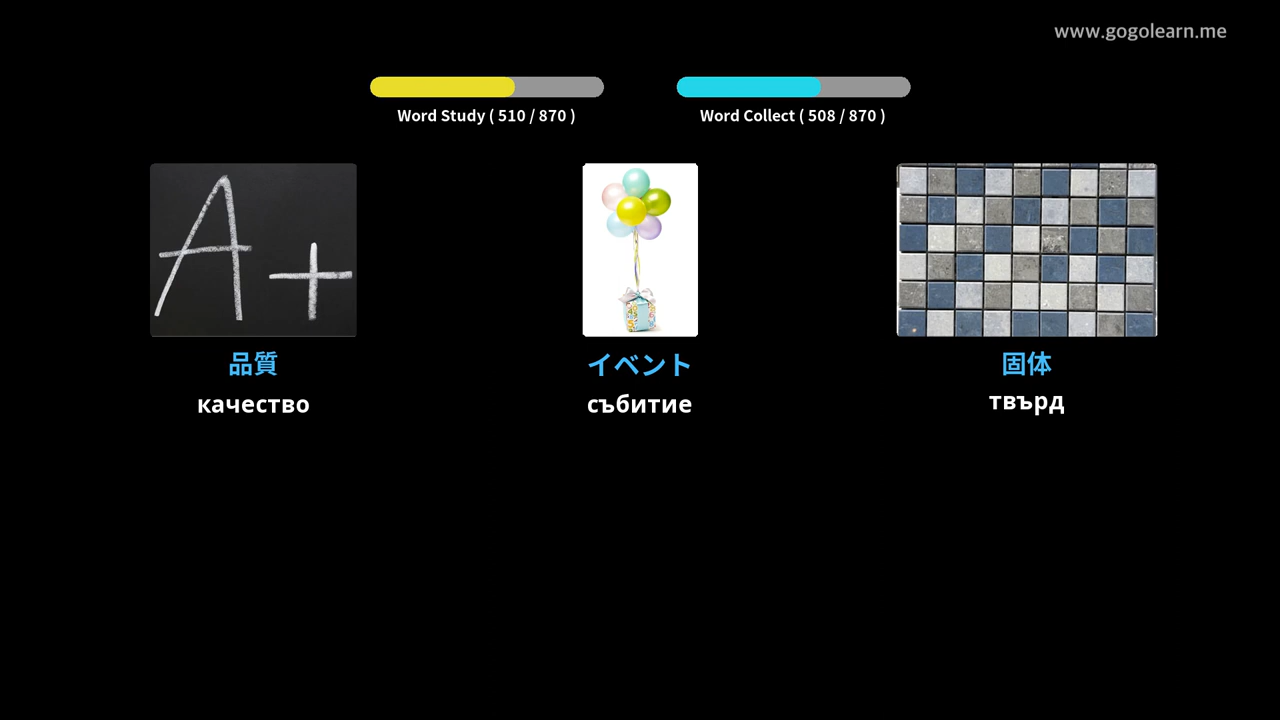 www.gogolearn.me
Word Study ( 510 / 870 )
Word Collect ( 508 / 870 )
A+
品質
イベント
固体
качество
събитие
твърд